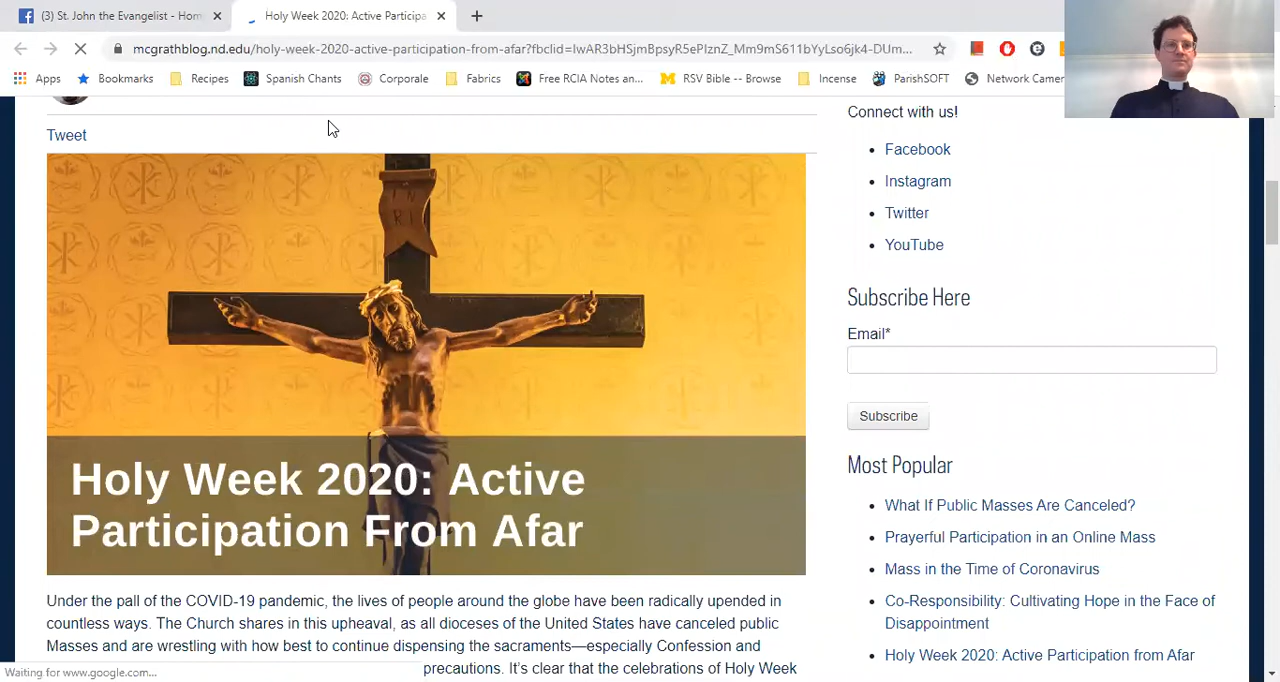 (3) St. John the Evangelist - Hom
Holy Week 2020: Active Participa
mcgrathblog.nd.edu/holy-week-2020-active-participation-from-afar?fbclid=IwAR3bHSjmBpsyR5ePIznZ_Mm9mS611bYyLso6jk4-DUm...
Apps Bookmarks Recipes Spanish Chants Corporale Fabrics Free RCIA Notes an... RSV Bible -- Browse Incense ParishSOFT Network Camer
Tweet
INRI
Holy Week 2020: Active
Participation From Afar
Under the pall of the COVID-19 pandemic, the lives of people around the globe have been radically upended in
countless ways. The Church shares in this upheaval, as all dioceses of the United States have canceled public
Masses and are wrestling with how best to continue dispensing the sacraments—especially Confession and
precautions. It's clear that the celebrations of Holy Week
Connect with us!
Facebook
Instagram
Twitter
YouTube
Subscribe Here
Email*
Subscribe
Most Popular
What If Public Masses Are Canceled?
Prayerful Participation in an Online Mass
Mass in the Time of Coronavirus
Co-Responsibility: Cultivating Hope in the Face of
Disappointment
Holy Week 2020: Active Participation from Afar
Waiting for www.google.com...